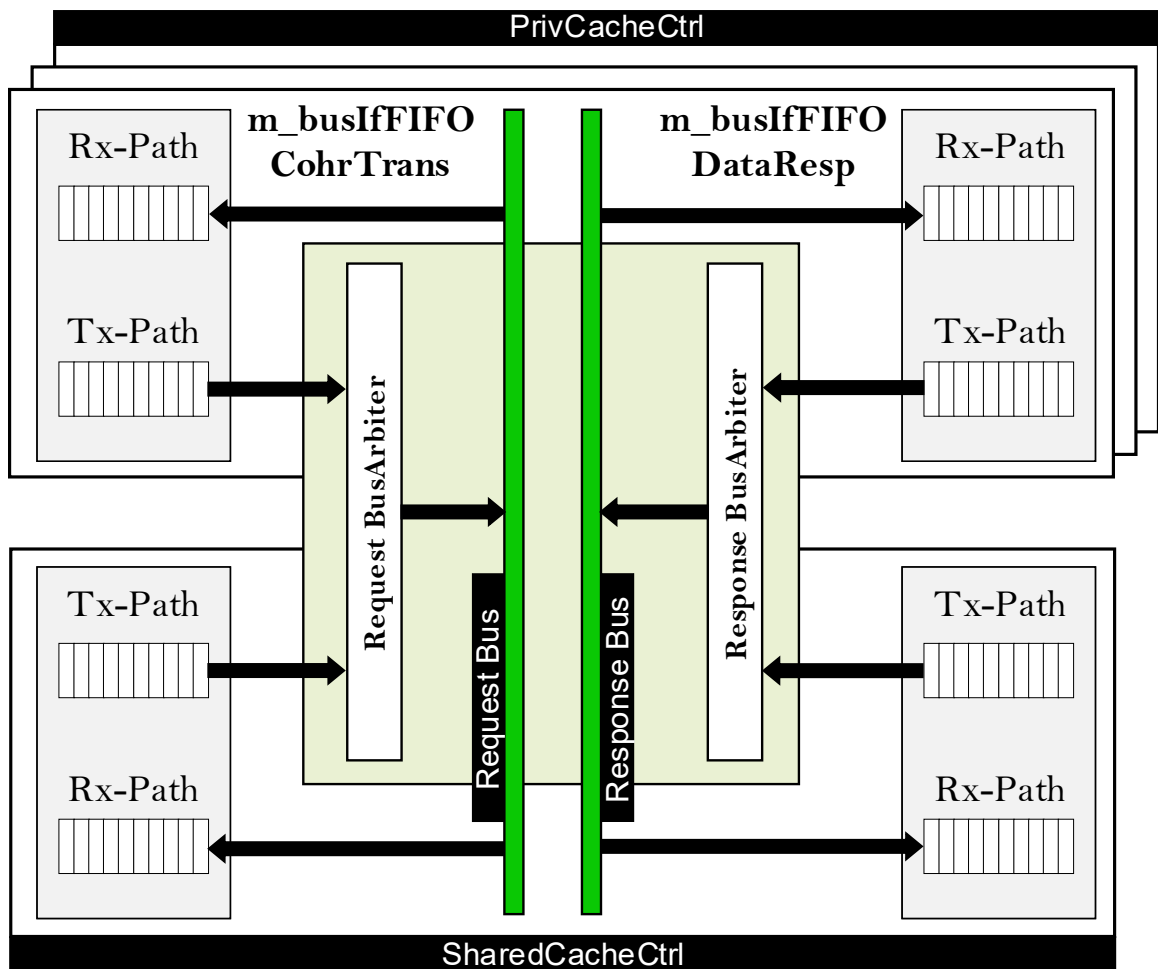 PrivCacheCtrl
m_busIfFIFO
CohrTrans
m_busIfFIFO
DataResp
Rx-Path
Rx-Path
Tx-Path
Tx-Path
Request BusArbiter
Response BusArbiter
Request Bus
Response Bus
Tx-Path
Tx-Path
Rx-Path
Rx-Path
SharedCacheCtrl